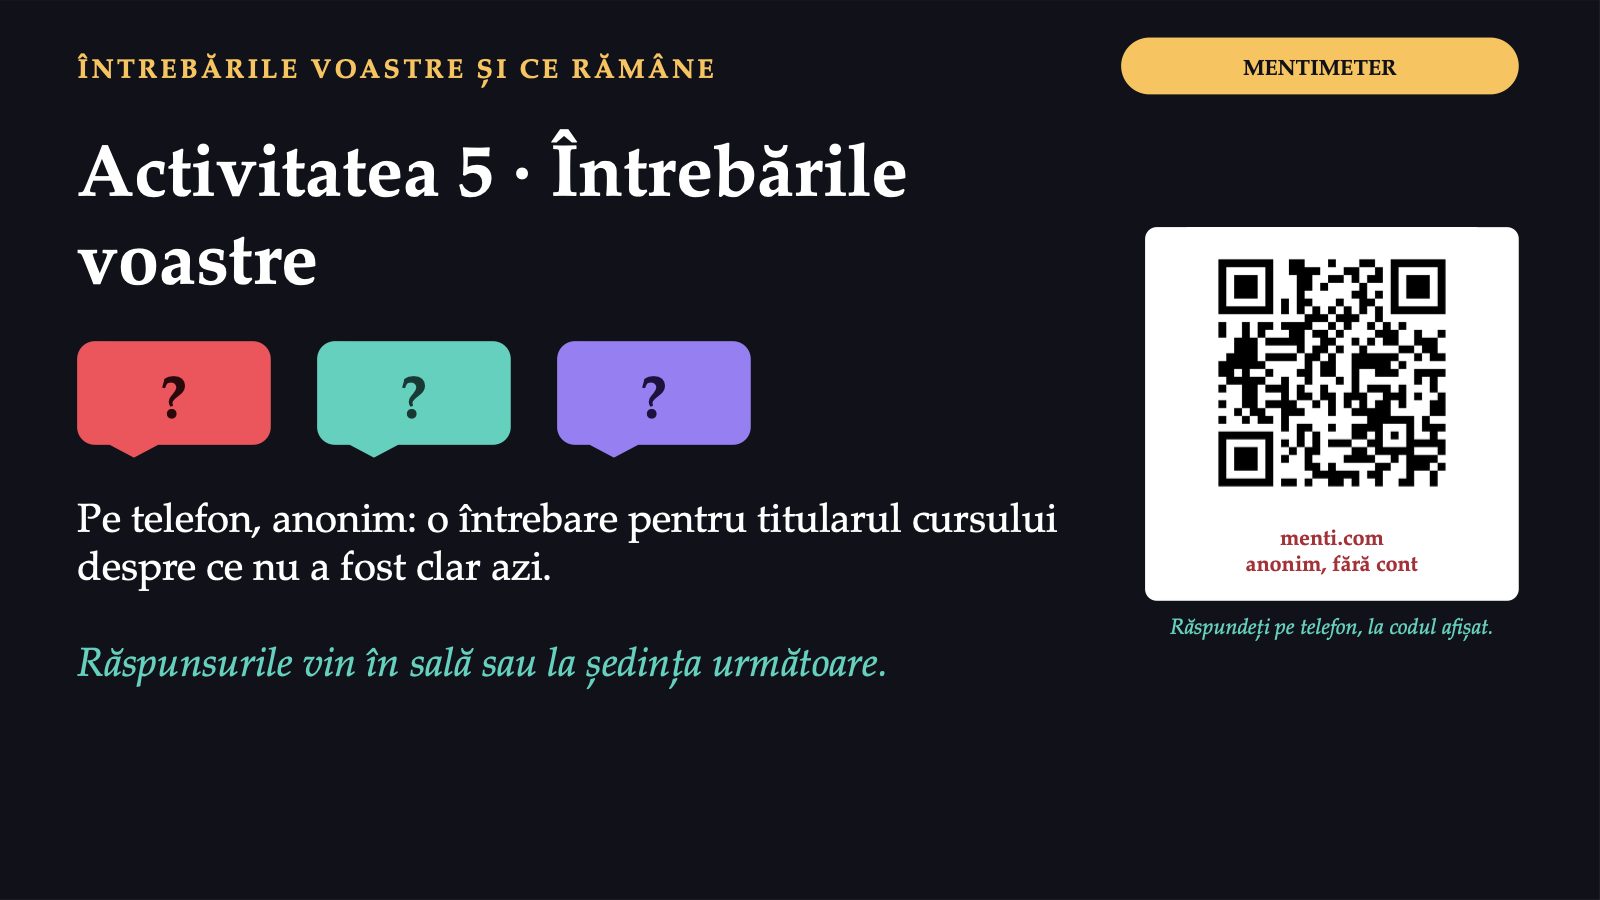 ÎNTREBĂRILE VOASTRE ȘI CE RĂMÂNE
MENTIMETER
Activitatea 5 · Întrebările
voastre
? ? ?
Pe telefon, anonim: o întrebare pentru titularul cursului
despre ce nu a fost clar azi.
Răspunsurile vin în sală sau la ședința următoare.
menti.com
anonim, fără cont
Răspundeți pe telefon, la codul afișat.